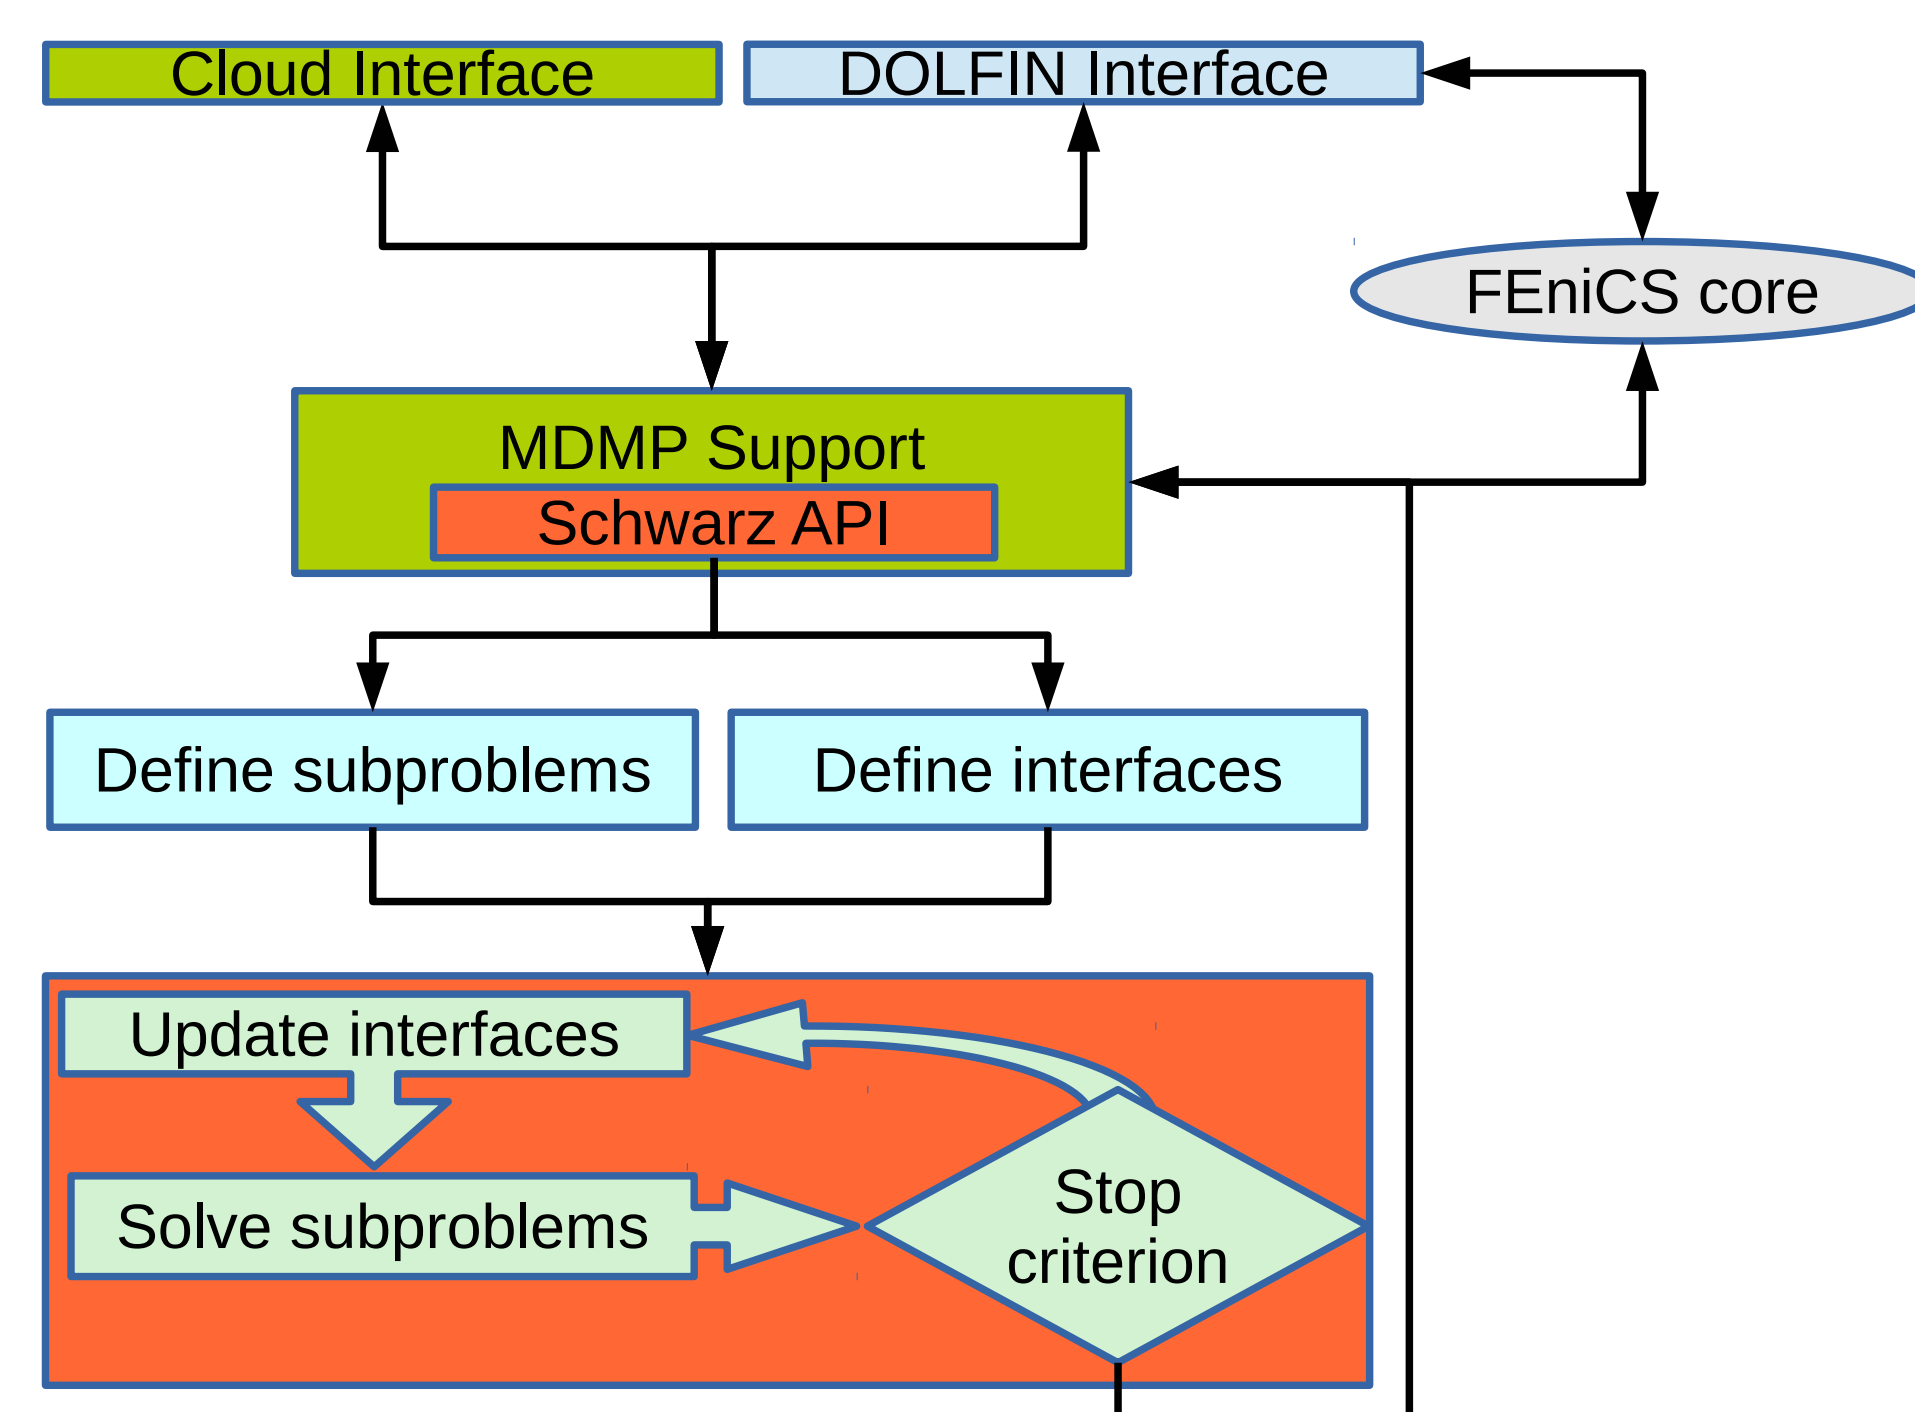 Cloud Interface
DOLFIN Interface
FEniCS core
MDMP Support
Schwarz API
Define subproblems
Define interfaces
Update interfaces
Solve subproblems
Stop
criterion